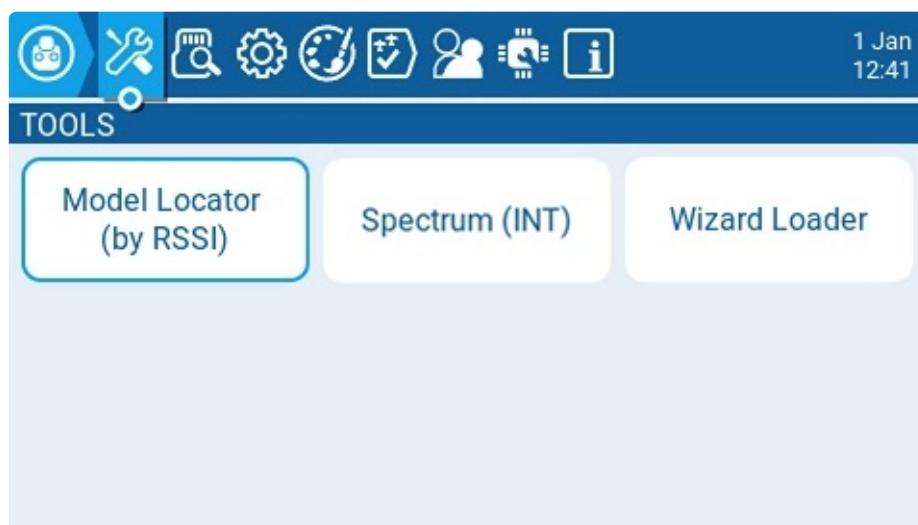 1 Jan
12:41
TOOLS
Model Locator
(by RSSI)
Spectrum (INT)
Wizard Loader